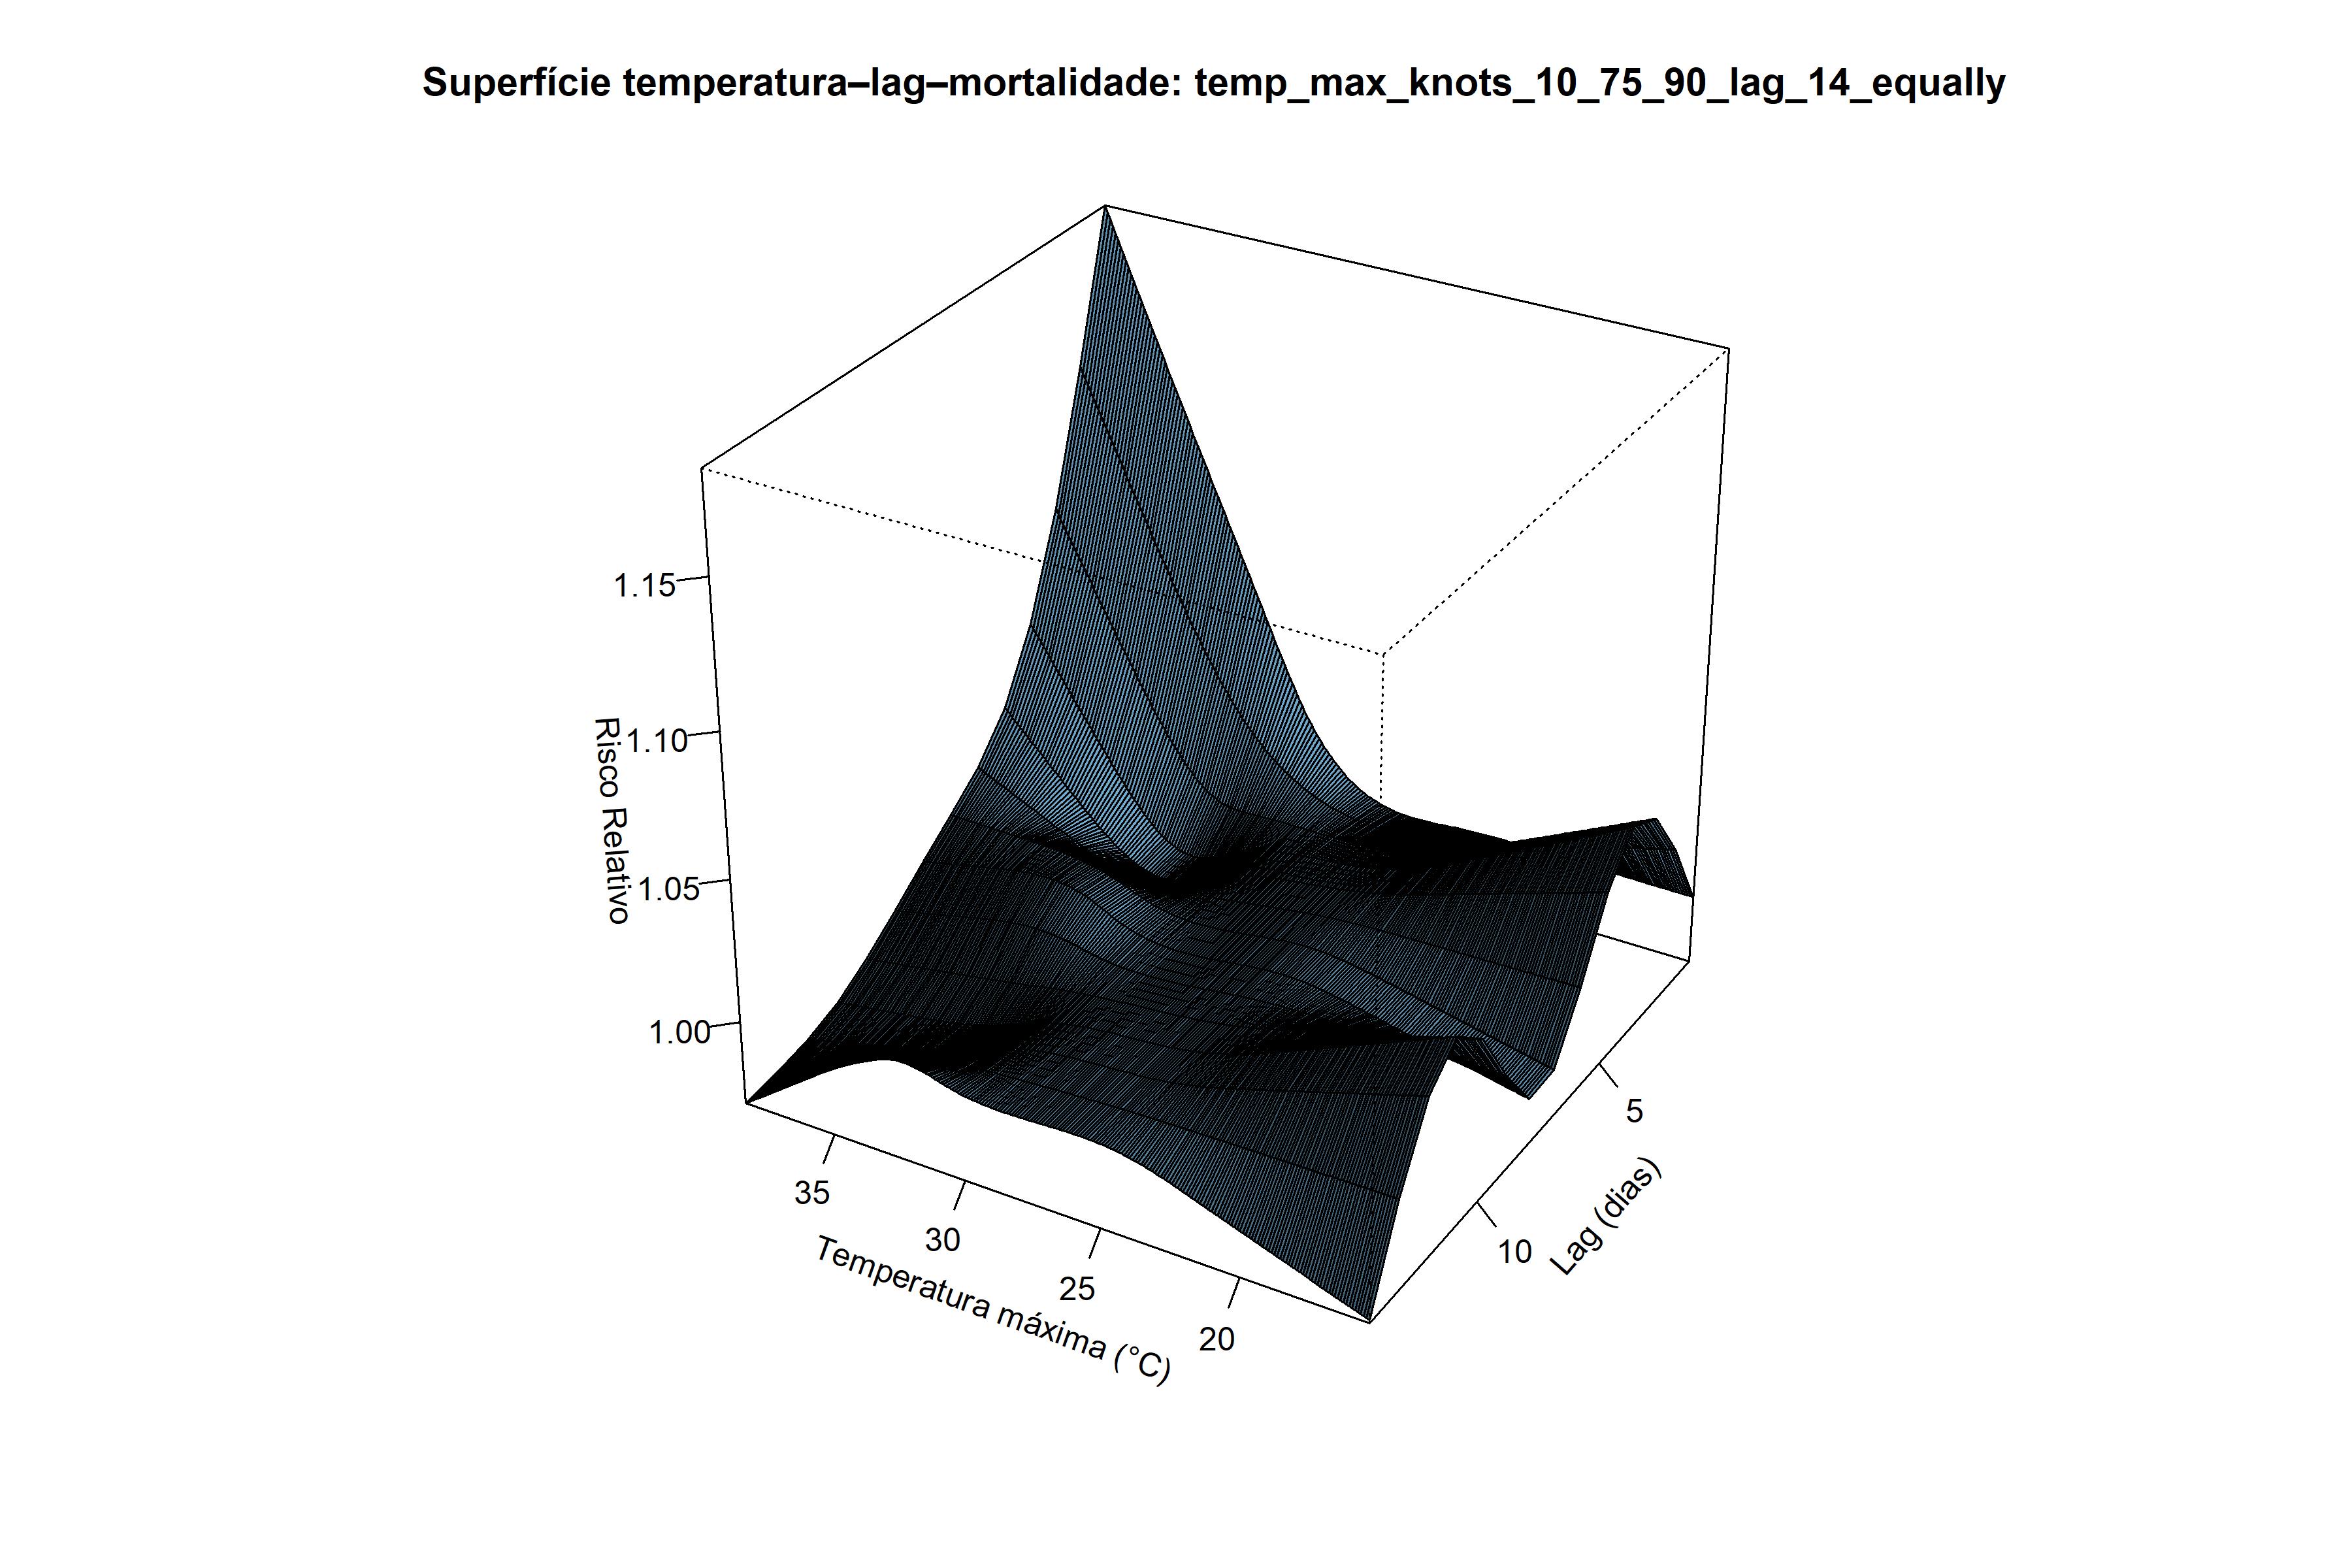 Superfície temperatura–lag–mortalidade: temp_max_knots_10_75_90_lag_14_equally
1.15
1.10
1.05
1.00
Risco Relativo
35
30
25
20
Temperatura máxima (°C)
5
10
Lag (dias)